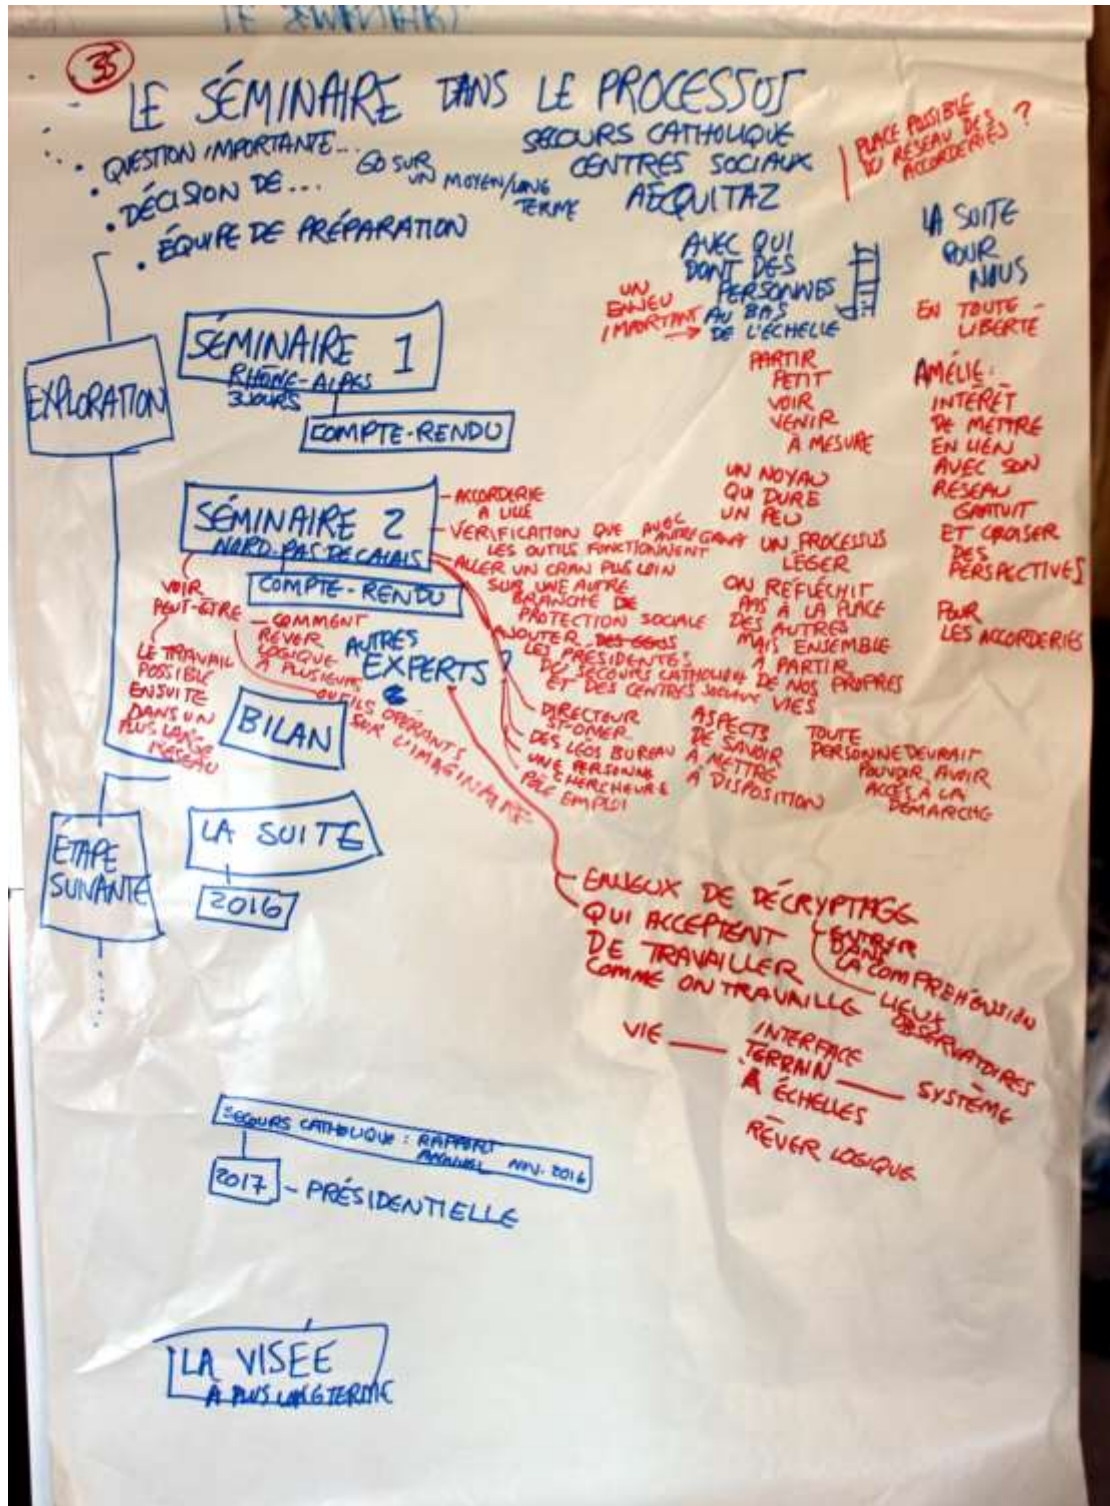 35
LE SÉMINAIRE DANS LE PROCESSUS
• QUESTION IMPORTANTE...
• DÉCISION DE...
GO SUR
UN MOYEN/LONG
TERME
• ÉQUIPE DE PRÉPARATION
SECOURS CATHOLIQUE
CENTRES SOCIAUX
AEQUITAZ
PLACE POSSIBLE
DU RESEAU DES
ACCORDERIES ?
AVEC QUI
DONT DES
PERSONNES
AU BAS
DE L'ÉCHELLE
UN
ENJEU
IMPORTANT
LA SUITE
POUR
NOUS
EN TOUTE
LIBERTÉ
EXPLORATION
SÉMINAIRE 1
RHÔNE-ALPES
3 JOURS
COMPTE-RENDU
PARTIR
PETIT
VOIR
VENIR
À MESURE
UN NOYAU
QUI DURE
UN PEU
UN PROCESSUS
LÉGER
ON RÉFLÉCHIT
PAS À LA PLACE
DES AUTRES
MAIS ENSEMBLE
À PARTIR
DE NOS PROPRES
VIES
AMÉLIE:
INTÉRÊT
DE METTRE
EN LIEN
AVEC SON
RESEAU
GRATUIT
ET CROISER
DES
PERSPECTIVES
POUR
LES ACCORDERIES
SÉMINAIRE 2
NORD-PAS DE CALAIS
COMPTE-RENDU
- ACCORDERIE
À LILLE
- VÉRIFICATION QUE AVEC
AUTRE GANG
LES OUTILS FONCTIONNENT
- ALLER UN CRAN PLUS LOIN
SUR UNE AUTRE
BRANCHE DE
PROTECTION SOCIALE
AJOUTER
LES PRÉSIDENTES
DU SECOURS CATHOLIQUE
ET DES CENTRES SOCIAUX
DIRECTEUR
ST-OMER
DES LÉOS BUREAU
UNE PERSONNE
CHERCHEUR·E
PÔLE EMPLOI
VOIR
PEUT-ÊTRE
LE TRAVAIL
POSSIBLE
ENSUITE
DANS UN
PLUS LARGE
RESEAU
- COMMENT
RÊVER
LOGIQUE
À PLUSIEURS
OUTILS OPÉRANTS
SUR L'IMAGINAIRE
AUTRES
EXPERTS ?
ASPECTS
DE SAVOIR
À METTRE
À DISPOSITION
TOUTE
PERSONNE DEVRAIT
POUVOIR AVOIR
ACCÈS À LA
DÉMARCHE
BILAN
ÉTAPE
SUIVANTE
LA SUITE
2016
- ENJEUX DE DÉCRYPTAGE
- ENTRER
DANS
LA COMPRÉHENSION
LIEUX
OBSERVATOIRES
QUI ACCEPTENT
DE TRAVAILLER
COMME ON TRAVAILLE
VIE
INTERFACE
TERRAIN
À ÉCHELLES
SYSTÈME
RÊVER LOGIQUE
SECOURS CATHOLIQUE : RAPPORT
ANNUEL NOV. 2016
2017 - PRÉSIDENTIELLE
LA VISÉE
À PLUS LONG TERME